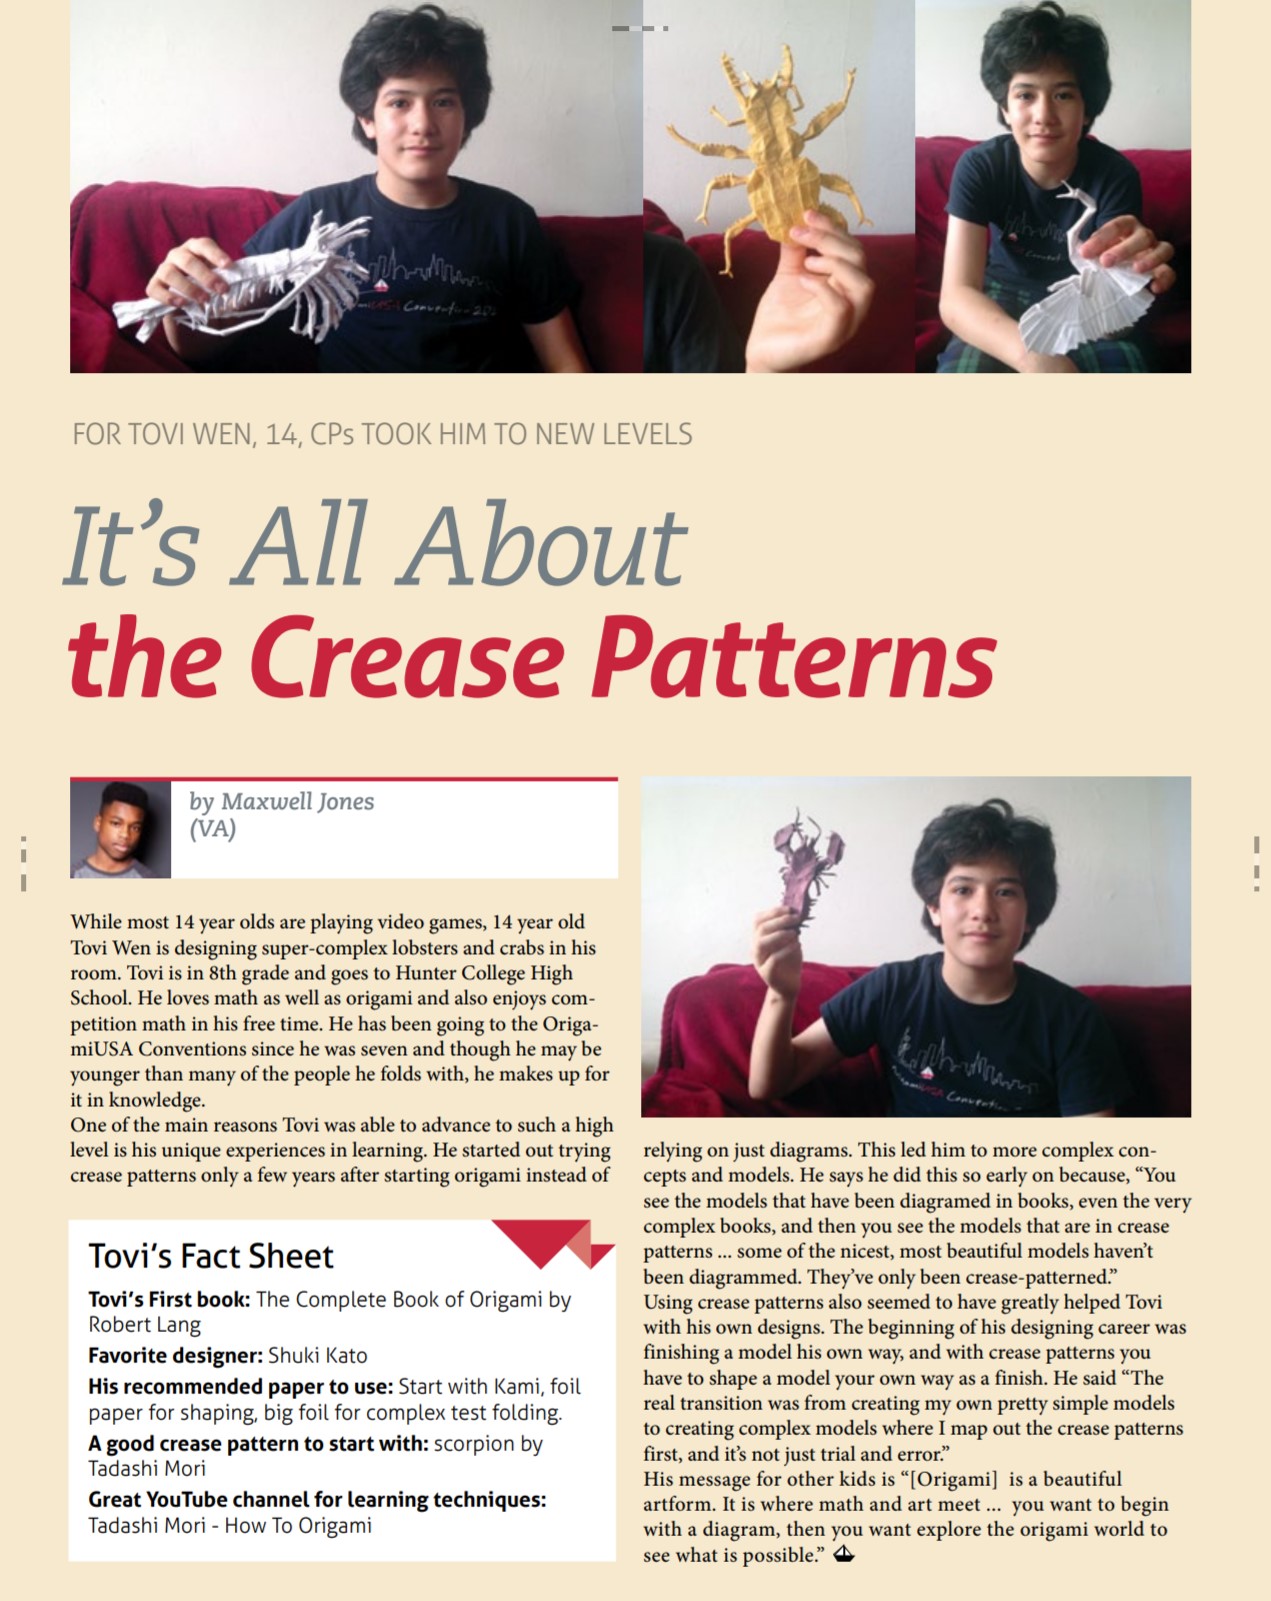 FOR TOVI WEN, 14, CPs TOOK HIM TO NEW LEVELS
It's All About
the Crease Patterns
by Maxwell Jones
(VA)
While most 14 year olds are playing video games, 14 year old
Tovi Wen is designing super-complex lobsters and crabs in his
room. Tovi is in 8th grade and goes to Hunter College High
School. He loves math as well as origami and also enjoys com-
petition math in his free time. He has been going to the Origa-
miUSA Conventions since he was seven and though he may be
younger than many of the people he folds with, he makes up for
it in knowledge.
One of the main reasons Tovi was able to advance to such a high
level is his unique experiences in learning. He started out trying
crease patterns only a few years after starting origami instead of
relying on just diagrams. This led him to more complex con-
cepts and models. He says he did this so early on because, “You
see the models that have been diagramed in books, even the very
complex books, and then you see the models that are in crease
patterns ... some of the nicest, most beautiful models haven’t
been diagrammed. They’ve only been crease-patterned.”
Using crease patterns also seemed to have greatly helped Tovi
with his own designs. The beginning of his designing career was
finishing a model his own way, and with crease patterns you
have to shape a model your own way as a finish. He said “The
real transition was from creating my own pretty simple models
to creating complex models where I map out the crease patterns
first, and it’s not just trial and error.”
His message for other kids is “[Origami] is a beautiful
artform. It is where math and art meet ... you want to begin
with a diagram, then you want explore the origami world to
see what is possible.”
Tovi’s Fact Sheet
Tovi’s First book: The Complete Book of Origami by
Robert Lang
Favorite designer: Shuki Kato
His recommended paper to use: Start with Kami, foil
paper for shaping, big foil for complex test folding.
A good crease pattern to start with: scorpion by
Tadashi Mori
Great YouTube channel for learning techniques:
Tadashi Mori - How To Origami